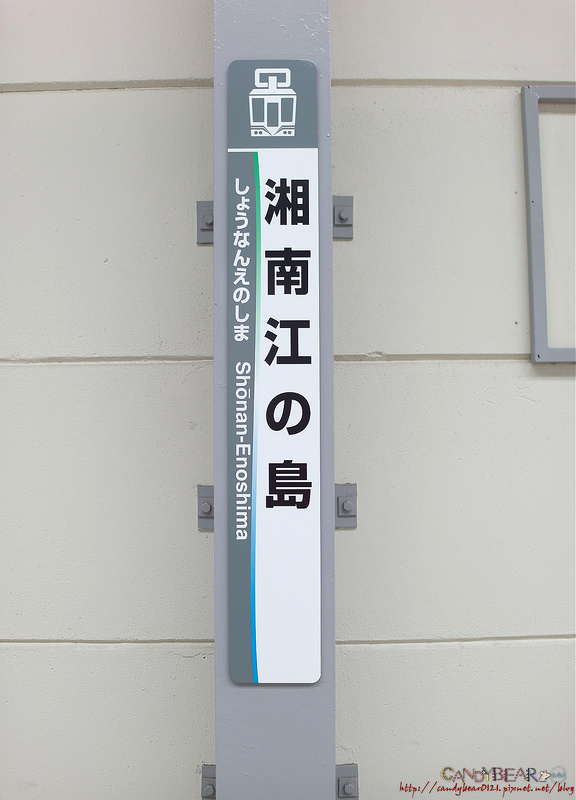 湘南江の島
しょうなんえのしま
Shōnan-Enoshima
CANDYBEAR
http://candybear0121.pixnet.net/blog